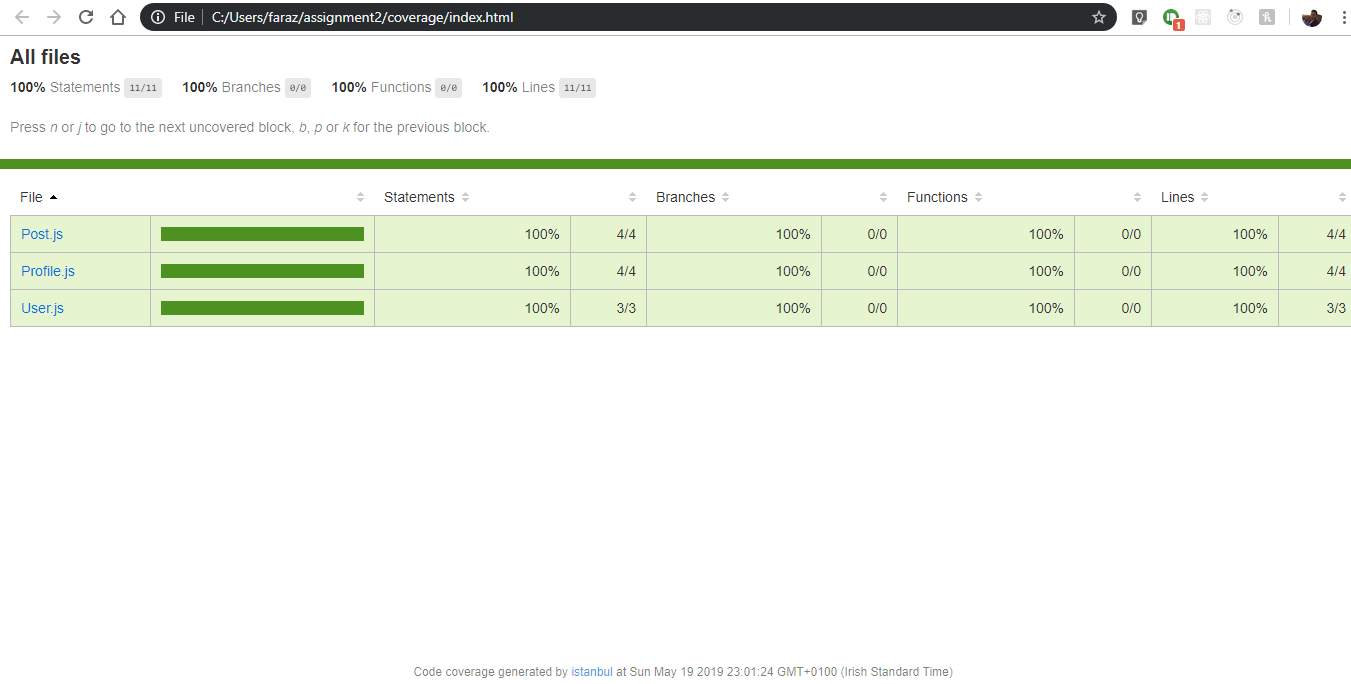 File C:/Users/faraz/assignment2/coverage/index.html
1
All files
100% Statements 11/11 100% Branches 0/0 100% Functions 0/0 100% Lines 11/11
Press n or j to go to the next uncovered block, b, p or k for the previous block.
File Statements Branches Functions Lines
Post.js 100% 4/4 100% 0/0 100% 0/0 100% 4/4
Profile.js 100% 4/4 100% 0/0 100% 0/0 100% 4/4
User.js 100% 3/3 100% 0/0 100% 0/0 100% 3/3
Code coverage generated by istanbul at Sun May 19 2019 23:01:24 GMT+0100 (Irish Standard Time)